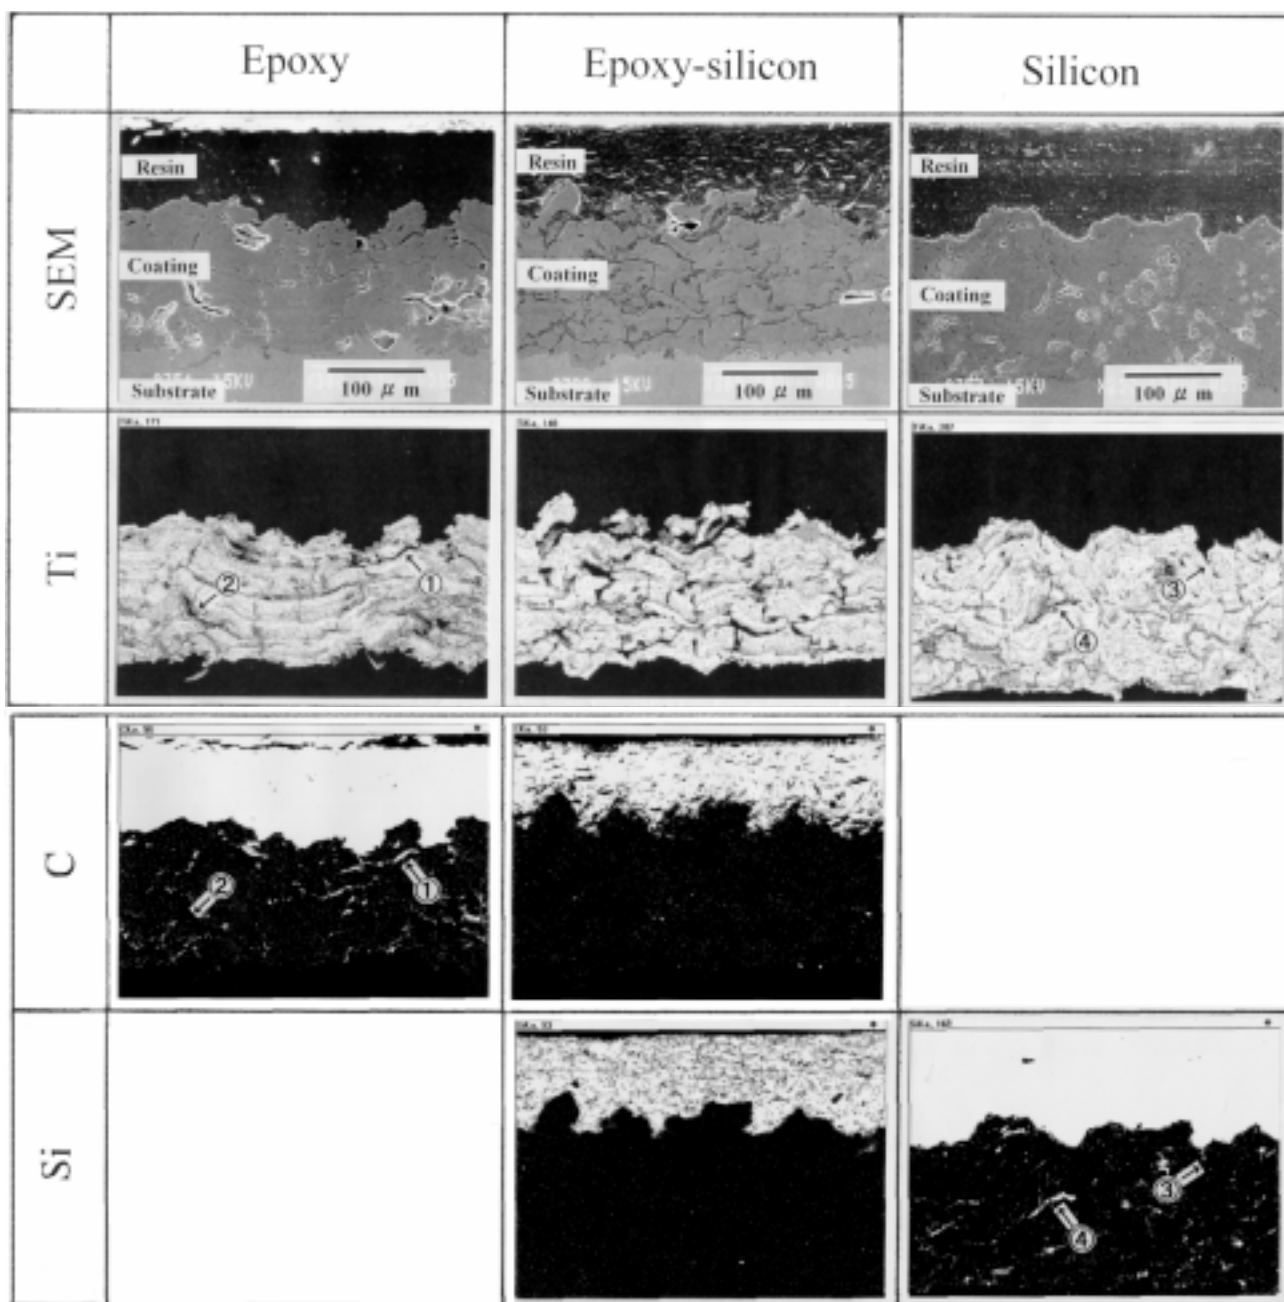 Epoxy
Epoxy-silicon
Silicon
SEM
Resin
Coating
Substrate
100 μ m
Resin
Coating
Substrate
100 μ m
Resin
Coating
Substrate
100 μ m
Ti
①
②
③
④
C
②
①
Si
③
④